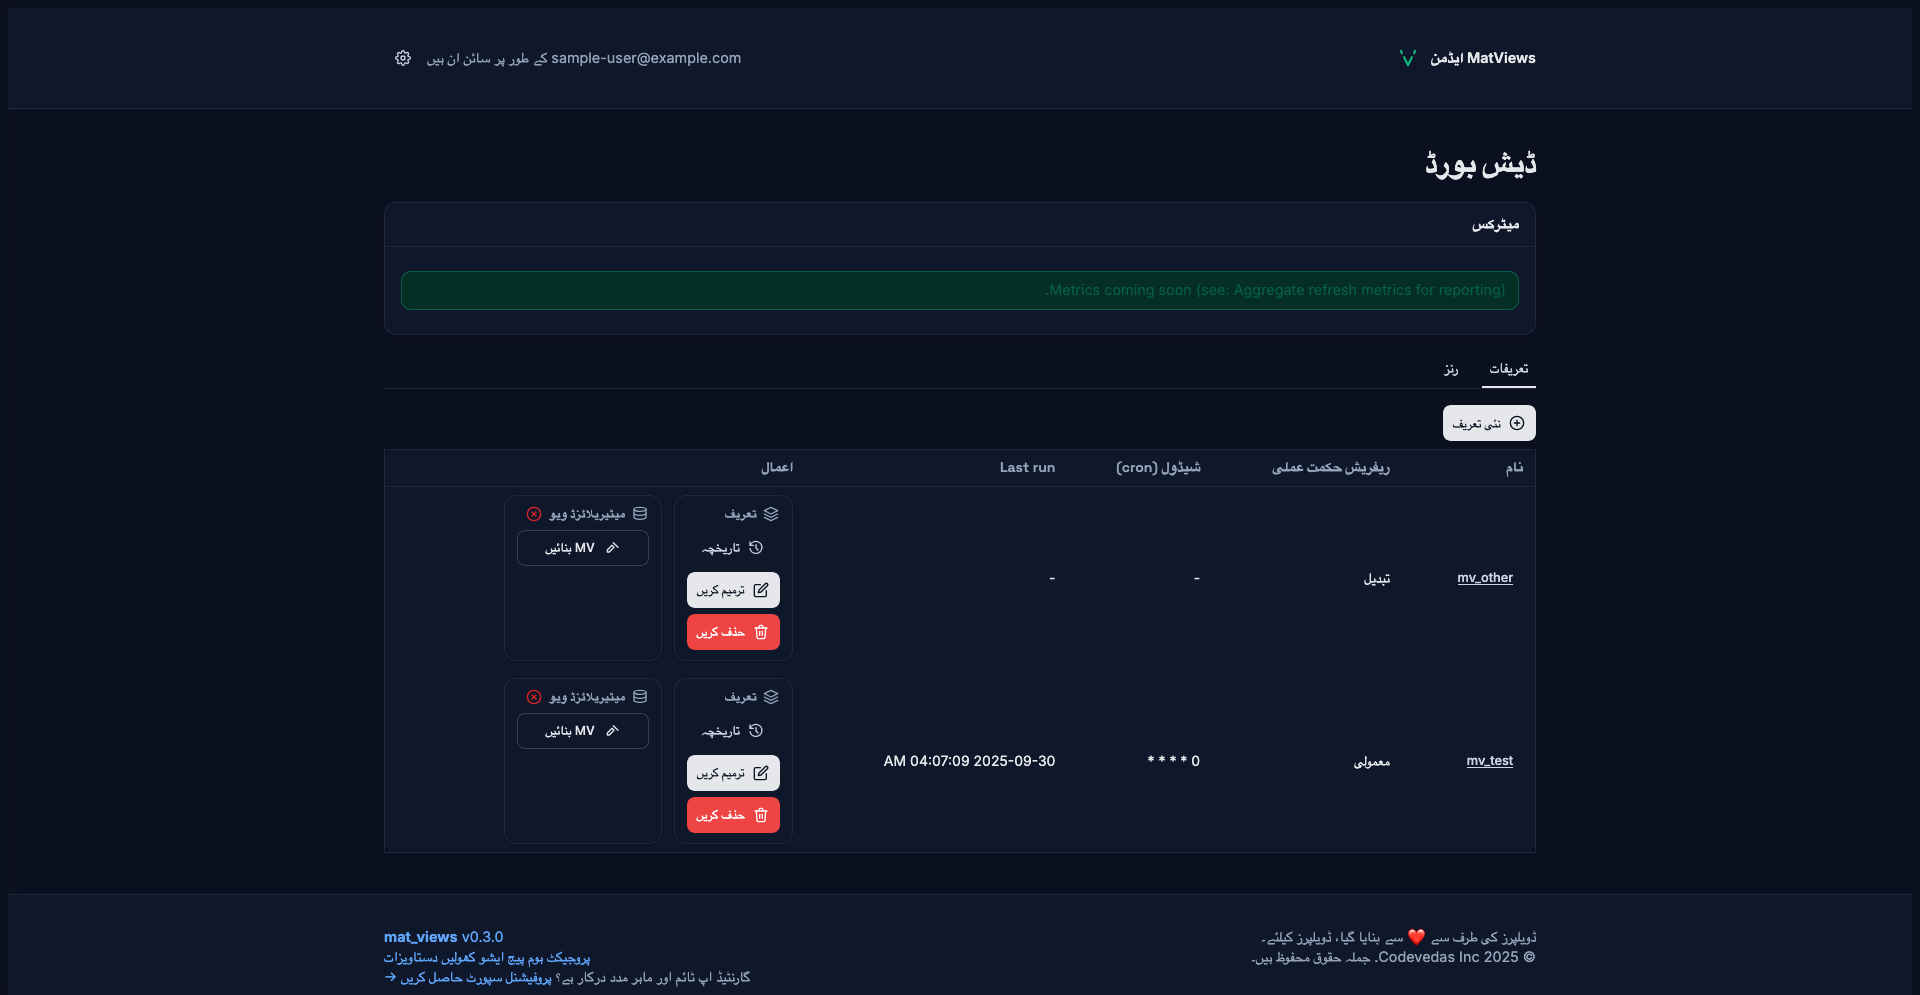 MatViews ایڈمن
sample-user@example.com کے طور پر سائن ان ہیں
ڈیش بورڈ
میٹرکس
Metrics coming soon (see: Aggregate refresh metrics for reporting).
تعریفات
رنز
نئی تعریف
نام ریفریش حکمت عملی شیڈول (cron) Last run اعمال
mv_other تبدیل - -
تعریف
تاریخچہ
ترمیم کریں
حذف کریں
میٹیریلائزڈ ویو
MV بنائیں
mv_test معمولی 0 * * * * 2025-09-30 04:07:09 AM
تعریف
تاریخچہ
ترمیم کریں
حذف کریں
میٹیریلائزڈ ویو
MV بنائیں
ڈویلپرز کی طرف سے ❤️ سے بنایا گیا، ڈویلپرز کیلئے۔
© 2025 Codevedas Inc. جملہ حقوق محفوظ ہیں۔
mat_views v0.3.0
پروجیکٹ ہوم پیج ایشو کھولیں دستاویزات
گارنٹیڈ اپ ٹائم اور ماہر مدد درکار ہے؟ پروفیشنل سپورٹ حاصل کریں →